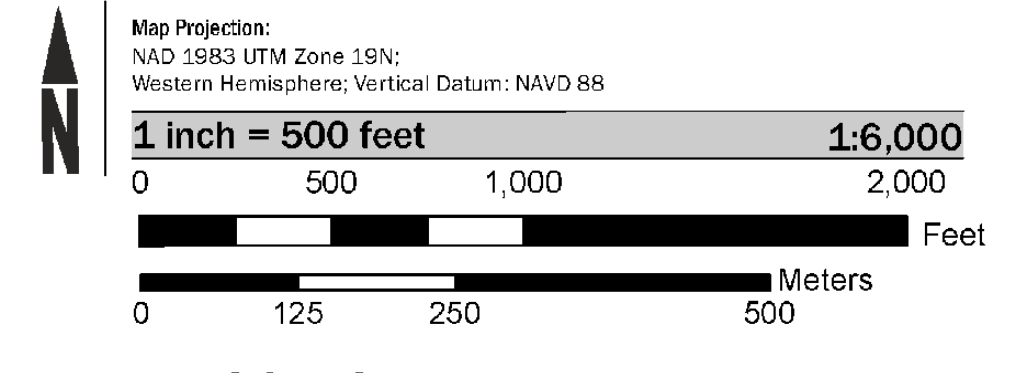 N
Map Projection:
NAD 1983 UTM Zone 19N;
Western Hemisphere; Vertical Datum: NAVD 88
1 inch = 500 feet 1:6,000
0 500 1,000 2,000
Feet
Meters
0 125 250 500